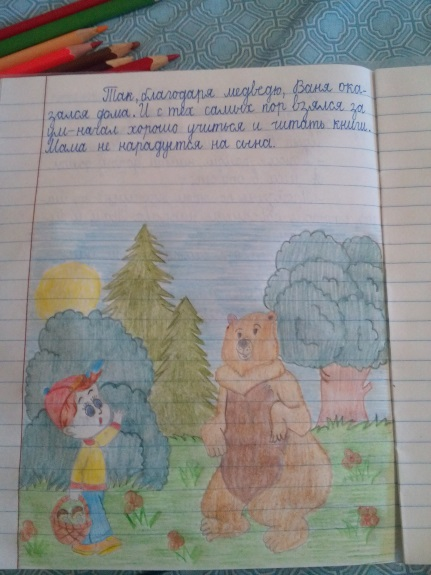 Так, благодаря медведю, Ваня ока-
зался дома. И с тех самых пор взялся за
ум-начал хорошо учиться и читать книги.
Мама не нарадуется на сына.